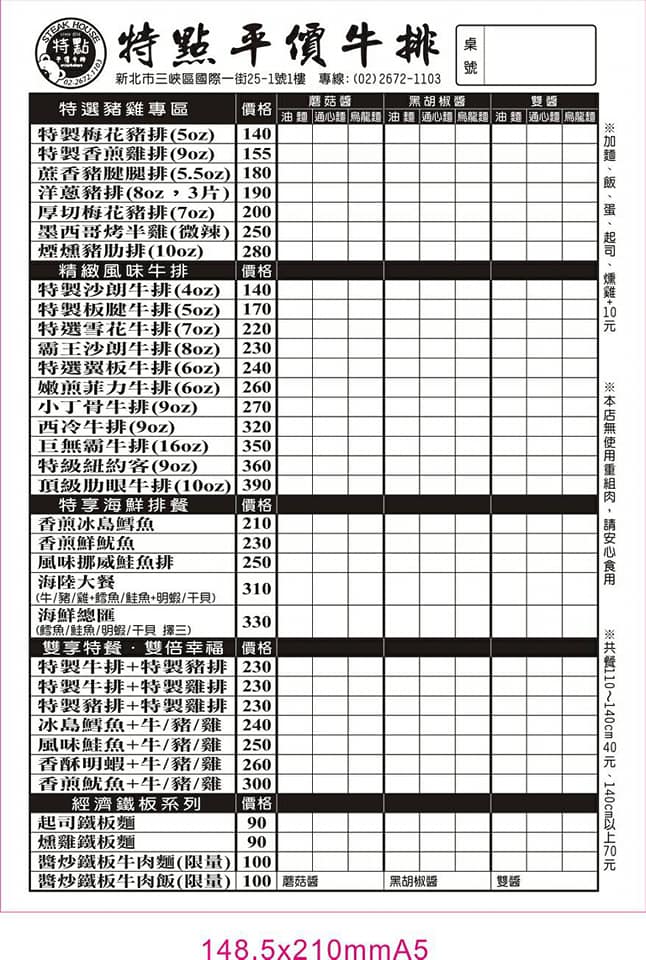 STEAK HOUSE
since 2014
特點
平價牛排
02-2672-1103
特點平價牛排
新北市三峽區國際一街25-1號1樓 專線:(02)2672-1103
桌號
特選豬雞專區 價格 蘑菇醬 黑胡椒醬 雙醬
油麵 通心麵 烏龍麵 油麵 通心麵 烏龍麵 油麵 通心麵 烏龍麵
特製梅花豬排(5oz) 140
特製香煎雞排(9oz) 155
蔗香豬腱腿排(5.5oz) 180
洋蔥豬排(8oz,3片) 190
厚切梅花豬排(7oz) 200
墨西哥烤半雞(微辣) 250
煙燻豬肋排(10oz) 280
精緻風味牛排 價格
特製沙朗牛排(4oz) 140
特製板腱牛排(5oz) 170
特選雪花牛排(7oz) 220
霸王沙朗牛排(8oz) 230
特選翼板牛排(6oz) 240
嫩煎菲力牛排(6oz) 260
小丁骨牛排(9oz) 270
西冷牛排(9oz) 320
巨無霸牛排(16oz) 350
特級紐約客(9oz) 360
頂級肋眼牛排(10oz) 390
特享海鮮排餐 價格
香煎冰島鱈魚 210
香煎鮮魷魚 230
風味挪威鮭魚排 250
海陸大餐 310
(牛/豬/雞+鱈魚/鮭魚+明蝦/干貝)
海鮮總匯 330
(鱈魚/鮭魚/明蝦/干貝 擇三)
雙享特餐.雙倍幸福 價格
特製牛排+特製豬排 230
特製牛排+特製雞排 230
特製豬排+特製雞排 230
冰島鱈魚+牛/豬/雞 240
風味鮭魚+牛/豬/雞 250
香酥明蝦+牛/豬/雞 260
香煎魷魚+牛/豬/雞 300
經濟鐵板系列 價格
起司鐵板麵 90
燻雞鐵板麵 90
醬炒鐵板牛肉麵(限量) 100
醬炒鐵板牛肉飯(限量) 100 蘑菇醬 黑胡椒醬 雙醬
※加麵、飯、蛋、起司、燻雞+10元
※本店無使用重組肉,請安心食用
※共餐110~140cm 40元、140cm以上70元
148.5x210mmA5